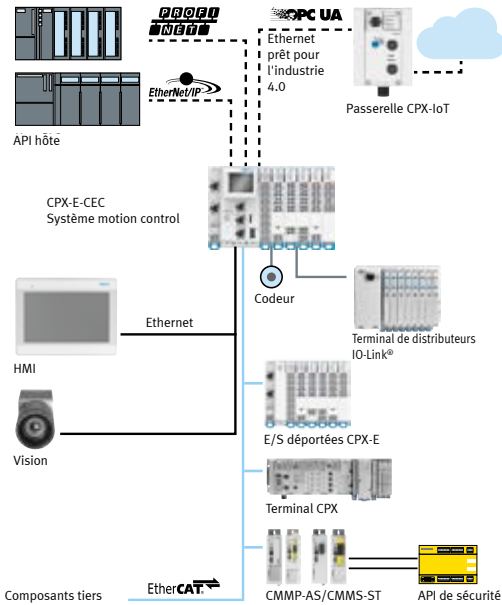 PROFI
NET
OPC UA
Ethernet
prêt pour
l'industrie
4.0
EtherNet/IP
Passerelle CPX-IoT
API hôte
CPX-E-CEC
Système motion control
Codeur
Ethernet
Terminal de distributeurs
IO-Link®
HMI
E/S déportées CPX-E
Vision
Terminal CPX
Composants tiers
EtherCAT
CMMP-AS/CMMS-ST
API de sécurité